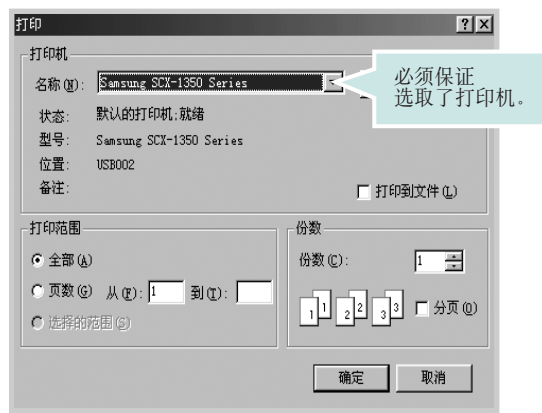 打印
打印机
名称(N): Samsung SCX-1350 Series
必须保证
选取了打印机。
状态: 默认的打印机;就绪
型号: Samsung SCX-1350 Series
位置: USB002
备注:
打印到文件(L)
打印范围
全部(A)
页数(G) 从(F): 1 到(T):
选择的范围(S)
份数
份数(C): 1
1 1 2 2 3 3
分页(O)
确定 取消